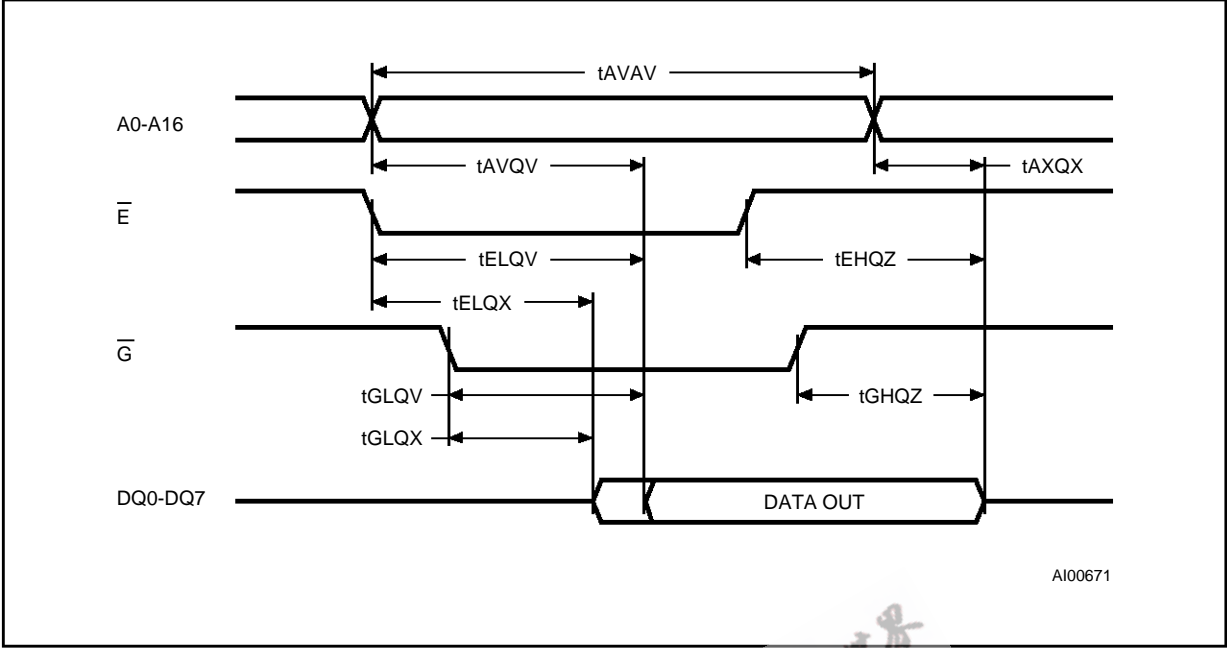 tAVAV
A0-A16
tAVQV
tAXQX
E
tELQV
tEHQZ
tELQX
G
tGLQV
tGHQZ
tGLQX
DQ0-DQ7
DATA OUT
AI00671